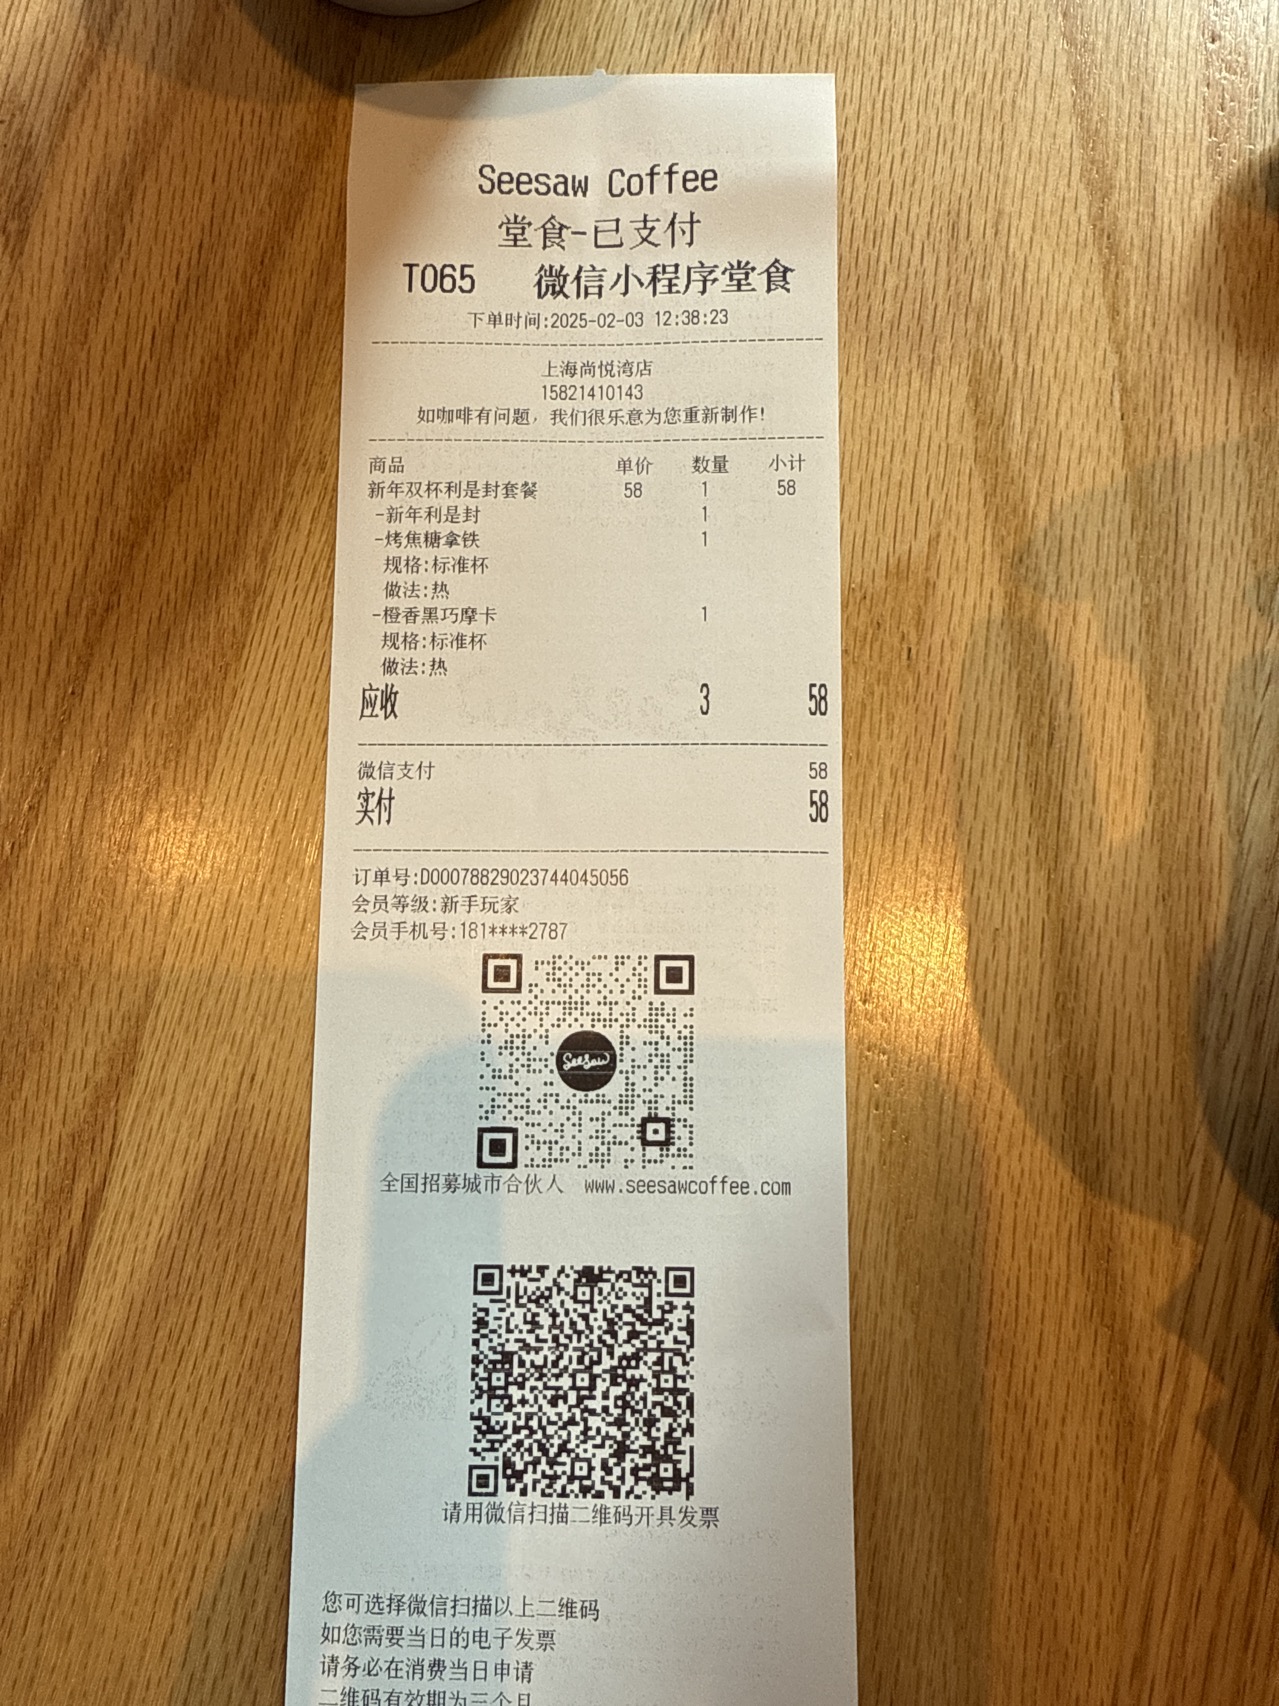 Seesaw Coffee
堂食-已支付
T065 微信小程序堂食
下单时间:2025-02-03 12:38:23
上海尚悦湾店
15821410143
如咖啡有问题，我们很乐意为您重新制作!
商品 单价 数量 小计
新年双杯利是封套餐 58 1 58
-新年利是封 1
-烤焦糖拿铁 1
规格:标准杯
做法:热
-橙香黑巧摩卡 1
规格:标准杯
做法:热
应收 3 58
微信支付 58
实付 58
订单号:D00078829023744045056
会员等级:新手玩家
会员手机号:181****2787
SeeSaw
全国招募城市合伙人 www.seesawcoffee.com
请用微信扫描二维码开具发票
您可选择微信扫描以上二维码
如您需要当日的电子发票
请务必在消费当日申请
二维码有效期为三个月